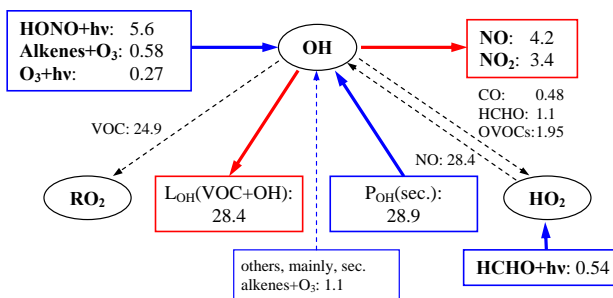 HONO+hν: 5.6
Alkenes+O₃: 0.58
O₃+hν: 0.27
OH
NO: 4.2
NO₂: 3.4
CO: 0.48
HCHO: 1.1
OVOCs:1.95
VOC: 24.9
NO: 28.4
RO₂
L_OH(VOC+OH):
28.4
P_OH(sec.):
28.9
HO₂
others, mainly, sec.
alkenes+O₃: 1.1
HCHO+hν: 0.54